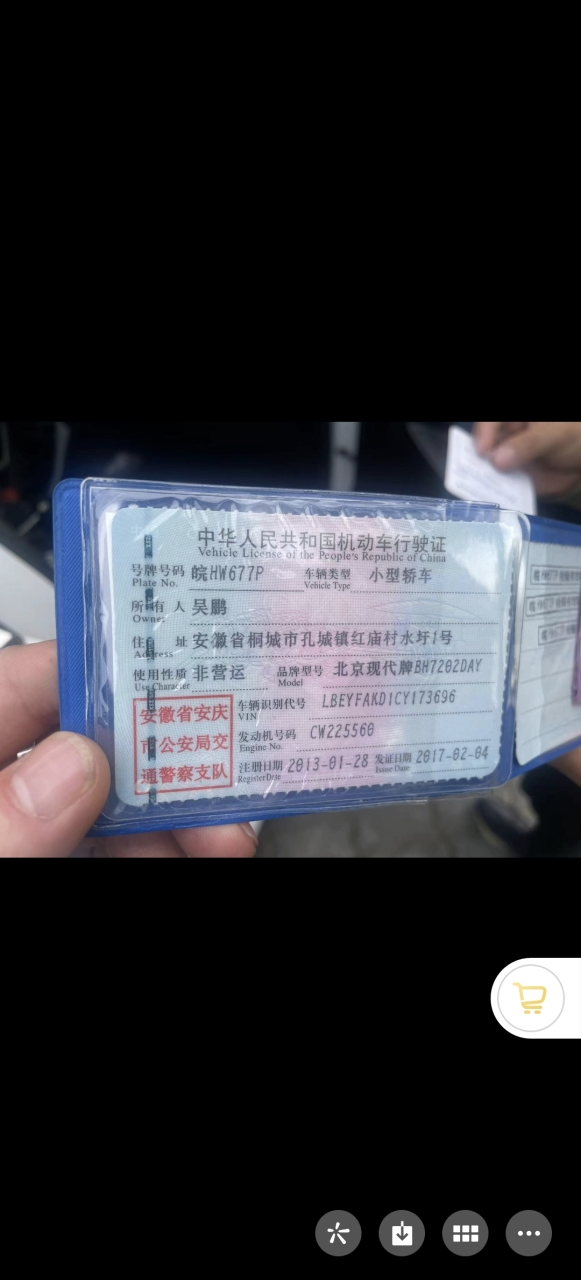 中华人民共和国机动车行驶证
Vehicle License of the People's Republic of China
号牌号码 皖HW677P 车辆类型 小型轿车
Plate No. Vehicle Type
所有人 吴鹏
Owner
住址 安徽省桐城市孔城镇红庙村水圩1号
Address
使用性质 非营运 品牌型号 北京现代牌BH7202DAY
Use Character Model
安徽省安庆
市公安局交
通警察支队
车辆识别代号 LBEYFAKD1CY173696
VIN
发动机号码 CW225560
Engine No.
注册日期 2013-01-28 发证日期 2017-02-04
Register Date Issue Date